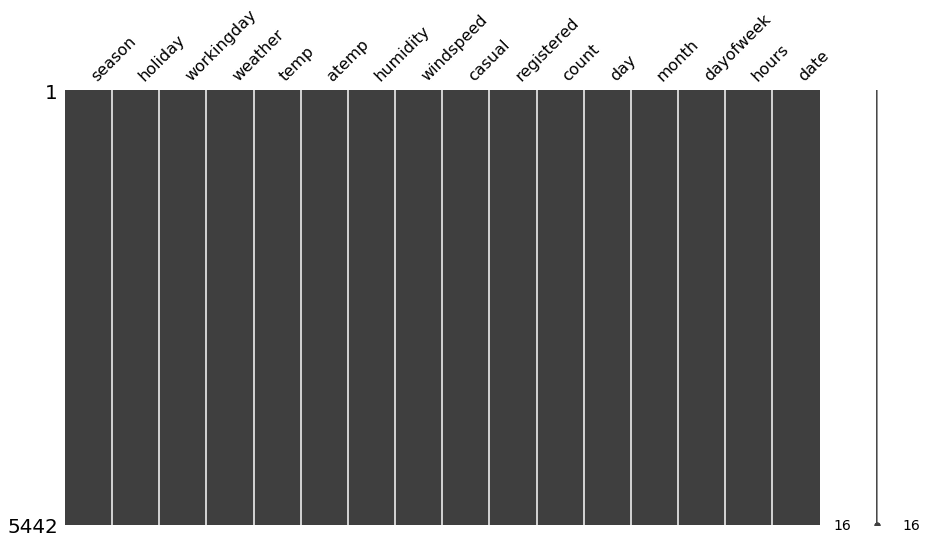 season
holiday
workingday
weather
temp
atemp
humidity
windspeed
casual
registered
count
day
month
dayofweek
hours
date
1
5442
16
16